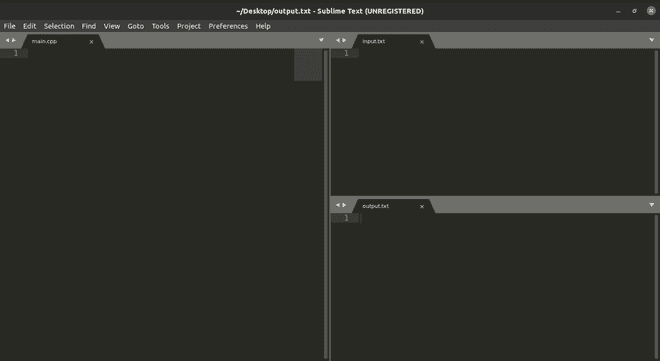 ~/Desktop/output.txt - Sublime Text (UNREGISTERED)
File Edit Selection Find View Goto Tools Project Preferences Help
main.cpp
1
input.txt
1
output.txt
1